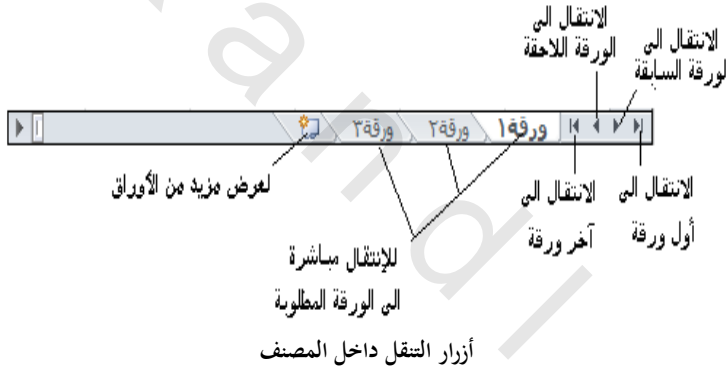 الانتقال الى
الورقة اللاحقة
الانتقال الى
لورقة السابقة
ورقة١
ورقة٢
ورقة٣
الانتقال الى
أول ورقة
الانتقال الى
آخر ورقة
لعرض مزيد من الأوراق
للإنتقال مباشرة
الى الورقة المطلوبة
أزرار التنقل داخل المصنف